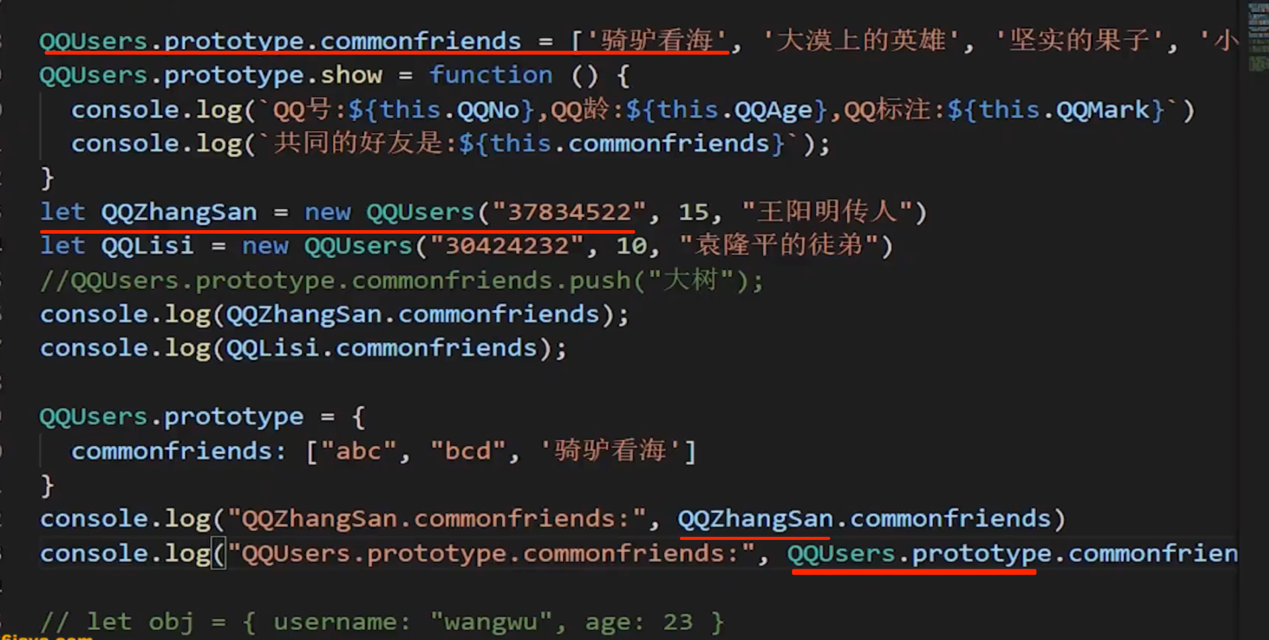 QQUsers.prototype.commonfriends = ['骑驴看海', '大漠上的英雄', '坚实的果子', '小
QQUsers.prototype.show = function () {
console.log(`QQ号:${this.QQNo},QQ龄:${this.QQAge},QQ标注:${this.QQMark}`)
console.log(`共同的好友是:${this.commonfriends}`);
}
let QQZhangSan = new QQUsers("37834522", 15, "王阳明传人")
let QQLisi = new QQUsers("30424232", 10, "袁隆平的徒弟")
//QQUsers.prototype.commonfriends.push("大树");
console.log(QQZhangSan.commonfriends);
console.log(QQLisi.commonfriends);
QQUsers.prototype = {
commonfriends: ["abc", "bcd", '骑驴看海']
}
console.log("QQZhangSan.commonfriends:", QQZhangSan.commonfriends)
console.log("QQUsers.prototype.commonfriends:", QQUsers.prototype.commonfrien
// let obj = { username: "wangwu", age: 23 }